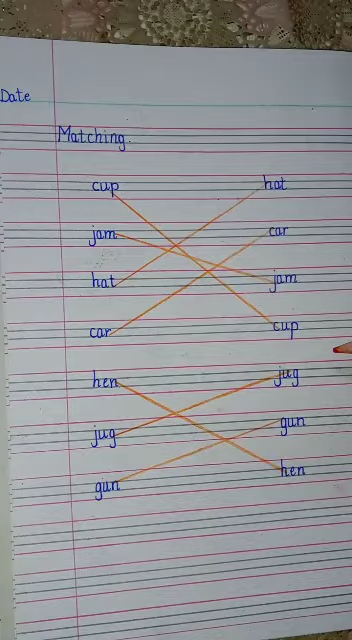 Date
Matching.
cup hat
jam car
hat jam
car cup
hen jug
jug gun
gun hen